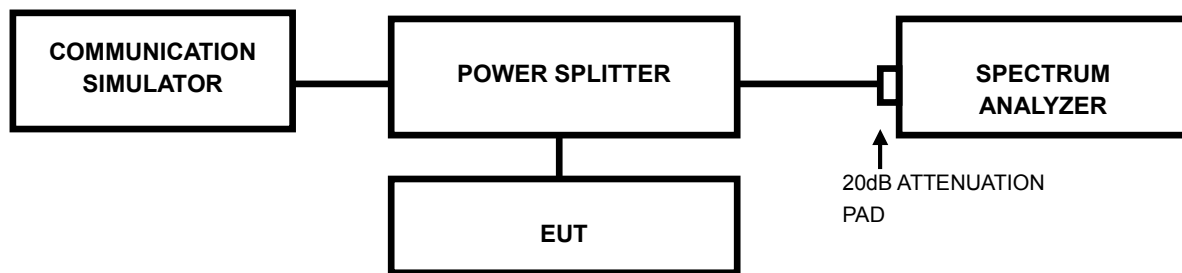 COMMUNICATION
SIMULATOR
POWER SPLITTER
SPECTRUM
ANALYZER
20dB ATTENUATION
PAD
EUT